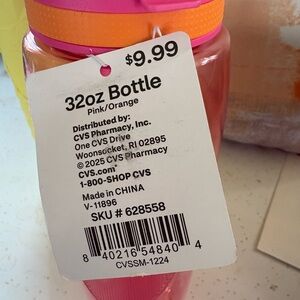 $9.99
32oz Bottle
Pink/Orange
Distributed by:
CVS Pharmacy, Inc.
One CVS Drive
Woonsocket, RI 02895
© 2025 CVS Pharmacy
CVS.com®
1-800-SHOP CVS
Made in CHINA
V-11896
SKU # 628558
8 40216 54840 4
CVSSM-1224